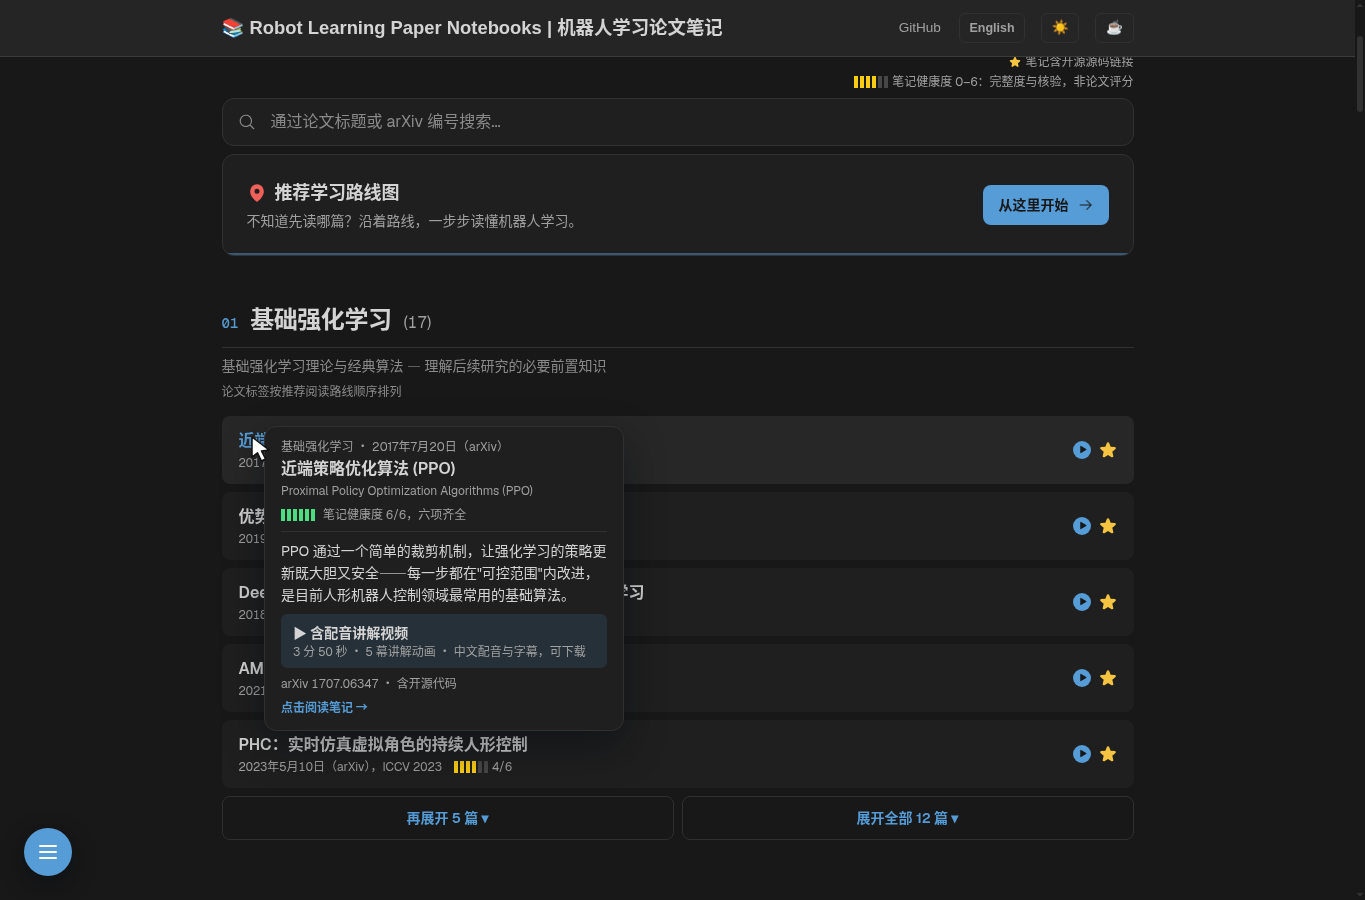 📚 Robot Learning Paper Notebooks | 机器人学习论文笔记
GitHub
English
⭐ 笔记含开源源码链接
笔记健康度 0–6：完整度与核验，非论文评分
通过论文标题或 arXiv 编号搜索...
推荐学习路线图
不知道先读哪篇？沿着路线，一步步读懂机器人学习。
从这里开始 →
01 基础强化学习 (17)
基础强化学习理论与经典算法 — 理解后续研究的必要前置知识
论文标签按推荐阅读路线顺序排列
近端
2017
基础强化学习 · 2017年7月20日（arXiv）
近端策略优化算法 (PPO)
Proximal Policy Optimization Algorithms (PPO)
笔记健康度 6/6，六项齐全
PPO 通过一个简单的裁剪机制，让强化学习的策略更
新既大胆又安全——每一步都在"可控范围"内改进，
是目前人形机器人控制领域最常用的基础算法。
▶ 含配音讲解视频
3 分 50 秒 · 5 幕讲解动画 · 中文配音与字幕，可下载
arXiv 1707.06347 · 含开源代码
点击阅读笔记 →
优势
2019
Dee
学习
2018
AM
2021
PHC：实时仿真虚拟角色的持续人形控制
2023年5月10日（arXiv），ICCV 2023 4/6
再展开 5 篇 ▾
展开全部 12 篇 ▾